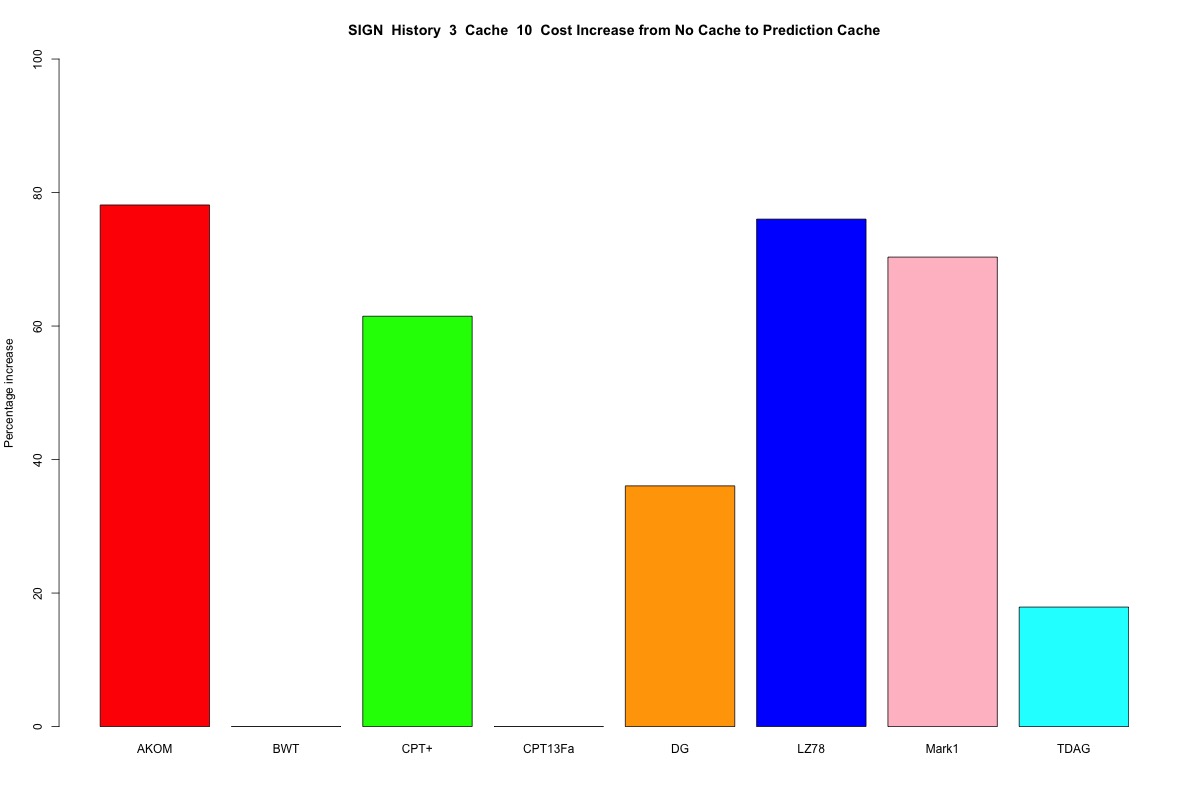 SIGN History 3 Cache 10 Cost Increase from No Cache to Prediction Cache
100
80
60
40
20
0
Percentage increase
AKOM BWT CPT+ CPT13Fa DG LZ78 Mark1 TDAG